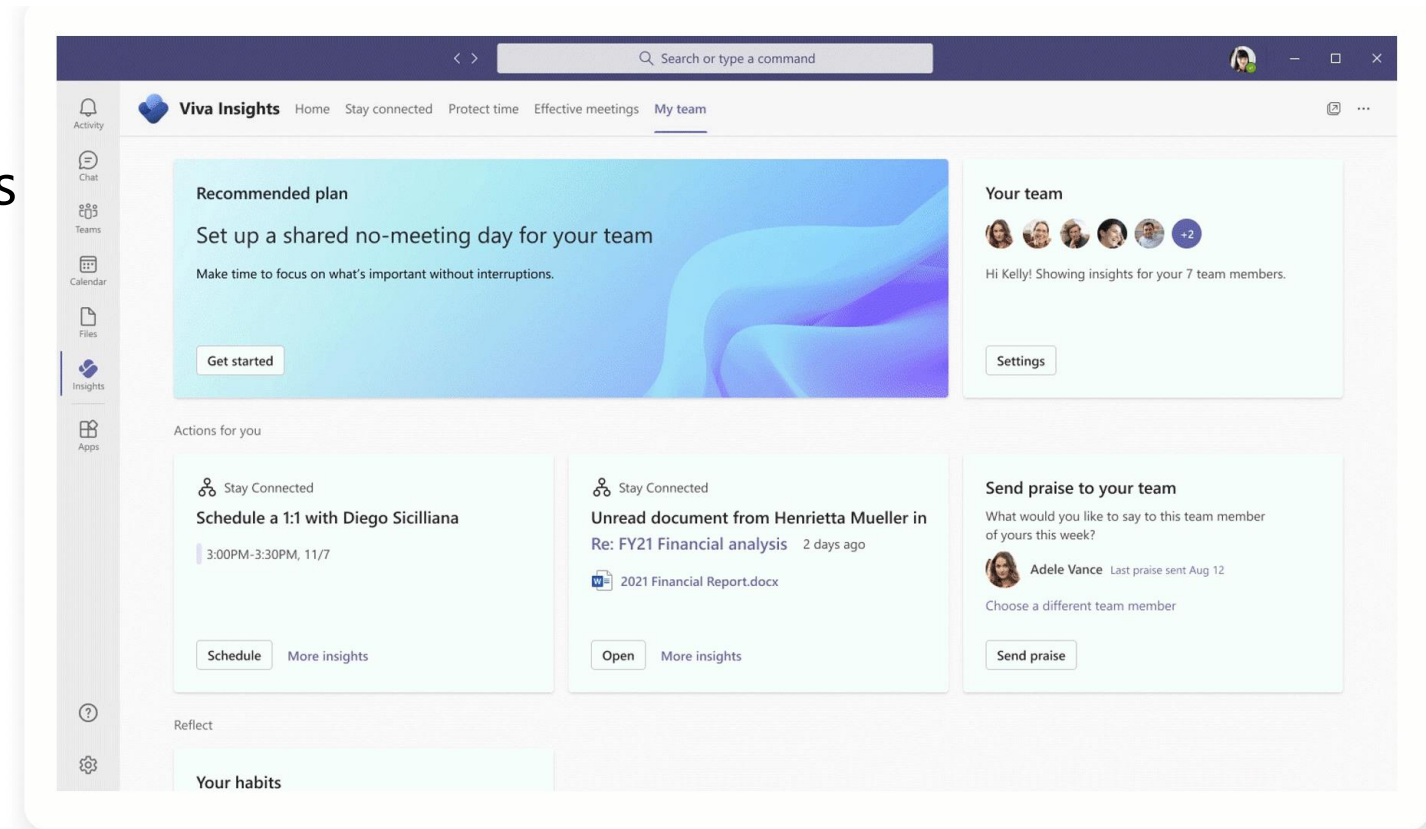 Search or type a command
s
Activity
Chat
Teams
Calendar
Files
Insights
Apps
Viva Insights Home Stay connected Protect time Effective meetings My team
Recommended plan
Set up a shared no-meeting day for your team
Make time to focus on what's important without interruptions.
Get started
Your team
+2
Hi Kelly! Showing insights for your 7 team members.
Settings
Actions for you
Stay Connected
Schedule a 1:1 with Diego Sicilliana
3:00PM-3:30PM, 11/7
Schedule More insights
Stay Connected
Unread document from Henrietta Mueller in
Re: FY21 Financial analysis 2 days ago
2021 Financial Report.docx
Open More insights
Send praise to your team
What would you like to say to this team member
of yours this week?
Adele Vance Last praise sent Aug 12
Choose a different team member
Send praise
Reflect
Your habits